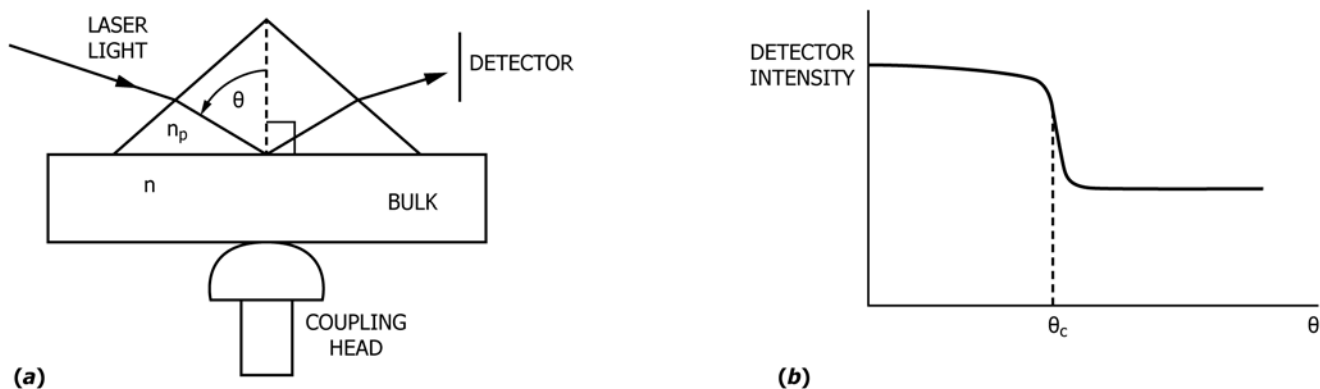 LASER
LIGHT
θ
DETECTOR
n_p
n
BULK
COUPLING
HEAD
(a)
DETECTOR
INTENSITY
θ_c
θ
(b)